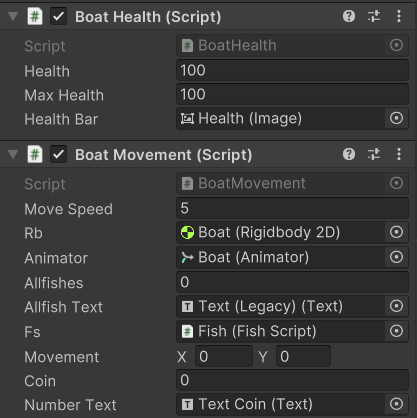 Boat Health (Script)
Script BoatHealth
Health 100
Max Health 100
Health Bar Health (Image)
Boat Movement (Script)
Script BoatMovement
Move Speed 5
Rb Boat (Rigidbody 2D)
Animator Boat (Animator)
Allfishes 0
Allfish Text T Text (Legacy) (Text)
Fs Fish (Fish Script)
Movement X 0 Y 0
Coin 0
Number Text T Text Coin (Text)